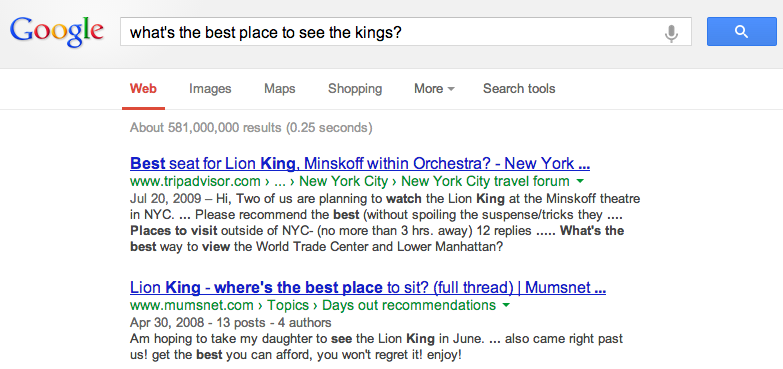 Google what's the best place to see the kings?
Web Images Maps Shopping More Search tools
About 581,000,000 results (0.25 seconds)
Best seat for Lion King, Minskoff within Orchestra? - New York ...
www.tripadvisor.com › ... › New York City › New York City travel forum
Jul 20, 2009 – Hi, Two of us are planning to watch the Lion King at the Minskoff theatre
in NYC. ... Please recommend the best (without spoiling the suspense/tricks they ....
Places to visit outside of NYC- (no more than 3 hrs. away) 12 replies ..... What's the
best way to view the World Trade Center and Lower Manhattan?
Lion King - where's the best place to sit? (full thread) | Mumsnet ...
www.mumsnet.com › Topics › Days out recommendations
Apr 30, 2008 - 13 posts - 4 authors
Am hoping to take my daughter to see the Lion King in June. ... also came right past
us! get the best you can afford, you won't regret it! enjoy!